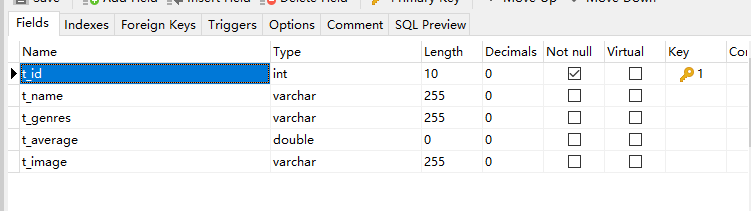 Save Add Field Insert Field Delete Field Primary Key Move Up Move Down
Fields Indexes Foreign Keys Triggers Options Comment SQL Preview
Name Type Length Decimals Not null Virtual Key
t_id int 10 0 1
t_name varchar 255 0
t_genres varchar 255 0
t_average double 0 0
t_image varchar 255 0